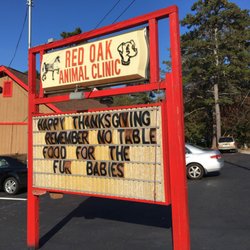 RED OAK
ANIMAL CLINIC
HAPPY THANKSGIVING
REMEMBER NO TABLE
FOOD FOR THE
FUR BABIES